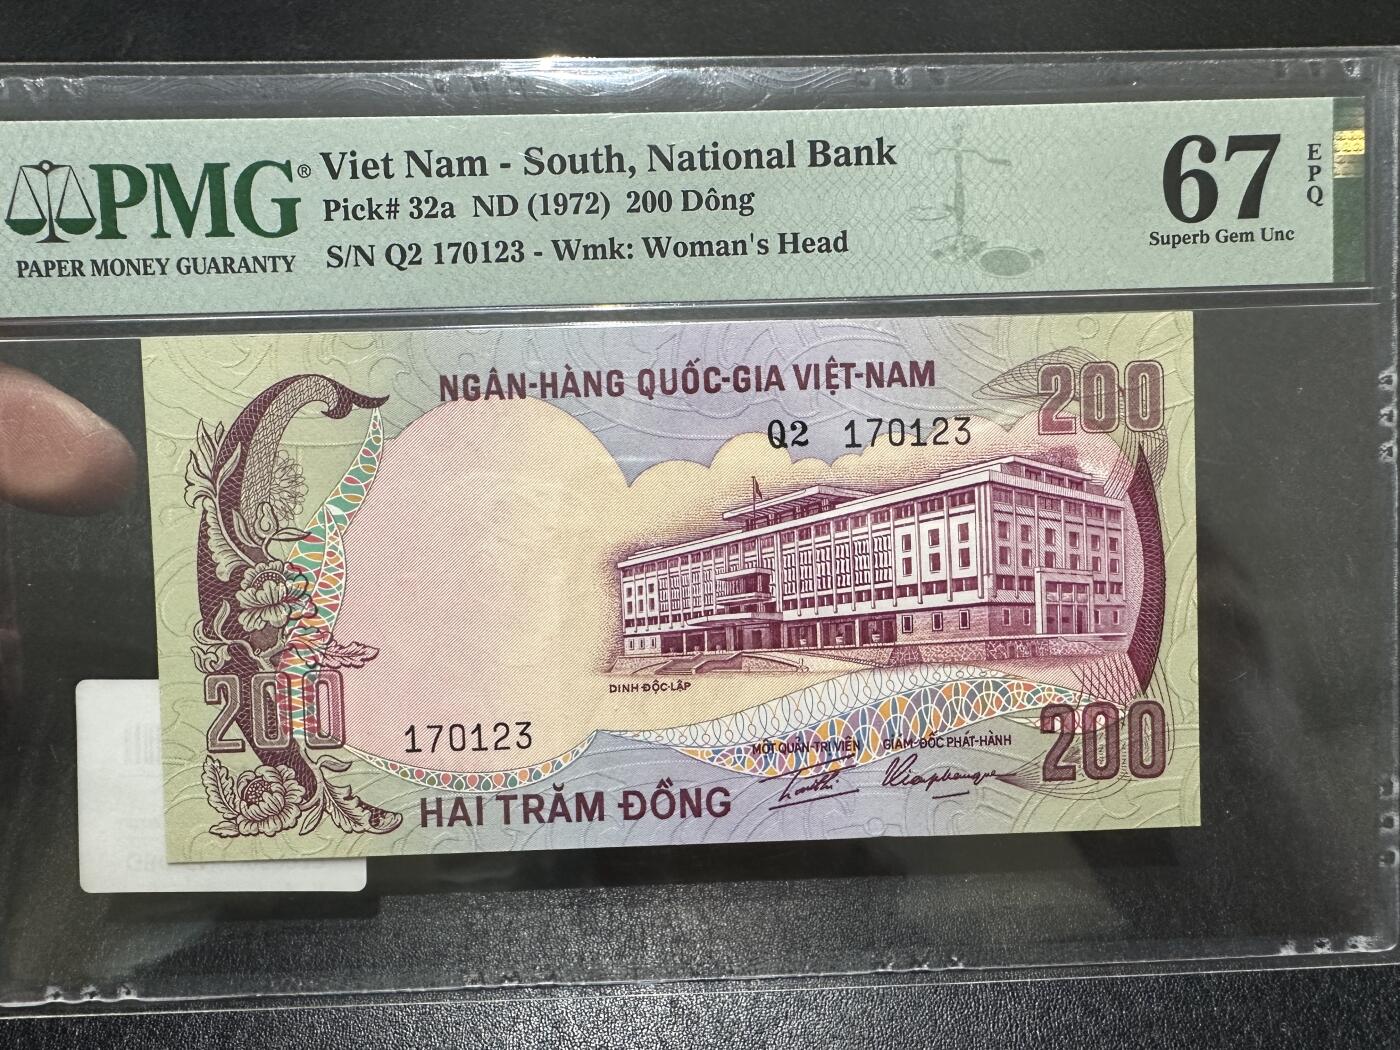 PMG®
PAPER MONEY GUARANTY
Viet Nam - South, National Bank
Pick# 32a ND (1972) 200 Dông
S/N Q2 170123 - Wmk: Woman's Head
67
EPQ
Superb Gem Unc
NGÂN-HÀNG QUỐC-GIA VIỆT-NAM
200
Q2 170123
DINH ĐỘC-LẬP
200
170123
MỘT QUẢN-TRỊ VIÊN GIÁM-ĐỐC PHÁT-HÀNH
200
HAI TRĂM ĐỒNG